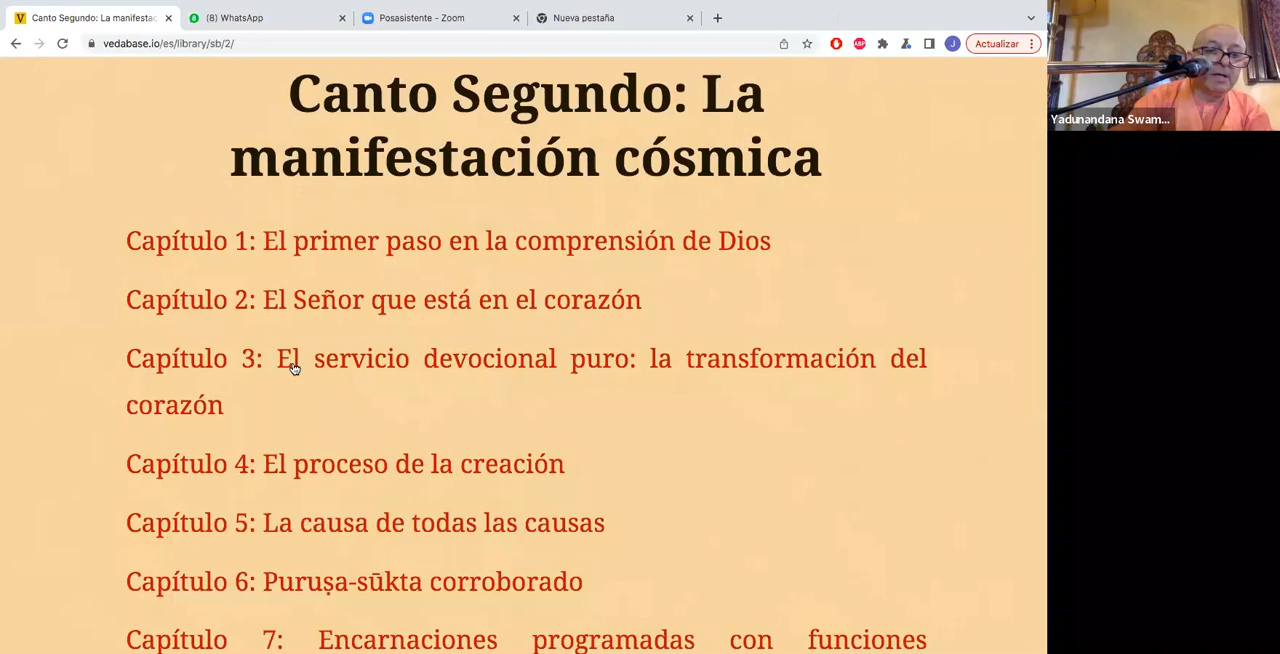 Canto Segundo: La manifestac
(8) WhatsApp
Posasistente - Zoom
Nueva pestaña
vedabase.io/es/library/sb/2/
ABP
J
Actualizar
Yadunandana Swam...
Canto Segundo: La
manifestación cósmica
Capítulo 1: El primer paso en la comprensión de Dios
Capítulo 2: El Señor que está en el corazón
Capítulo 3: El servicio devocional puro: la transformación del
corazón
Capítulo 4: El proceso de la creación
Capítulo 5: La causa de todas las causas
Capítulo 6: Puruṣa-sūkta corroborado
Capítulo 7: Encarnaciones programadas con funciones